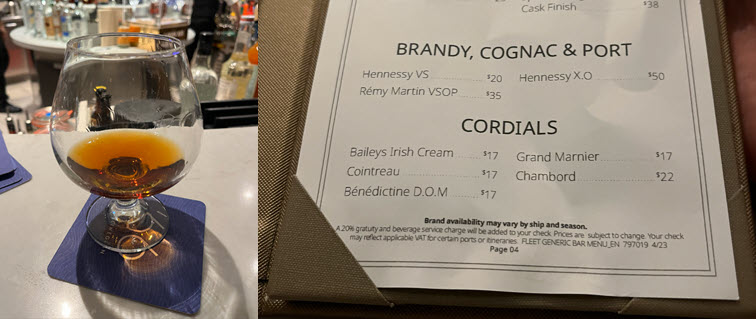 Cask Finish $38
BRANDY, COGNAC & PORT
Hennessy VS $20 Hennessy X.O $50
Rémy Martin VSOP $35
CORDIALS
Baileys Irish Cream $17 Grand Marnier $17
Cointreau $17 Chambord $22
Bénédictine D.O.M $17
Brand availability may vary by ship and season.
A 20% gratuity and beverage service charge will be added to your check. Prices are subject to change. Your check
may reflect applicable VAT for certain ports or itineraries. FLEET GENERIC BAR MENU_EN 797019 4/23
Page 04